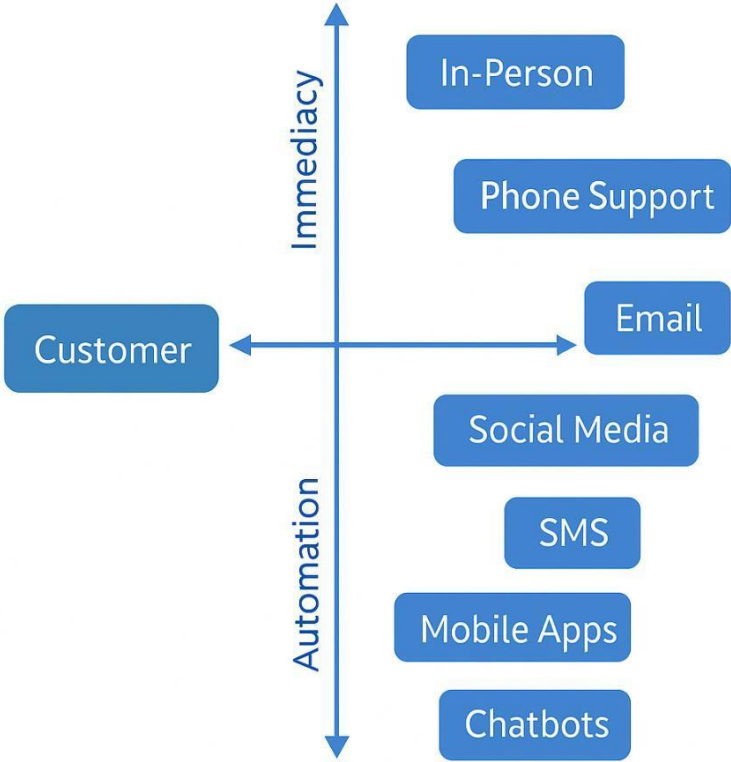 Immediacy
In-Person
Phone Support
Email
Customer
Social Media
Automation
SMS
Mobile Apps
Chatbots